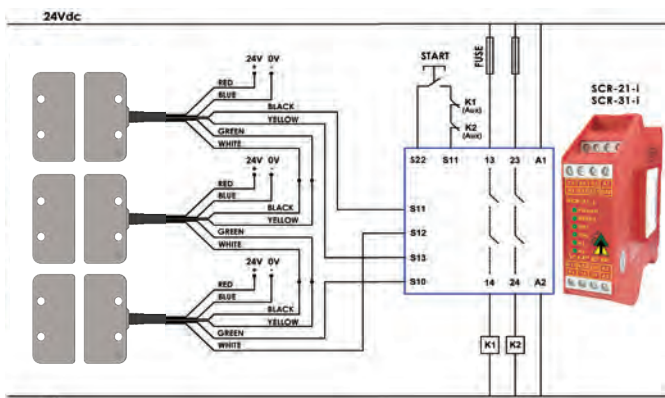 24Vdc
24V 0V
+ -
RED
BLUE
BLACK
YELLOW
GREEN
WHITE
24V 0V
+ -
RED
BLUE
BLACK
YELLOW
GREEN
WHITE
24V 0V
+ -
RED
BLUE
BLACK
YELLOW
GREEN
WHITE
START
FUSE
K1
(Aux)
K2
(Aux)
S22 S11 13 23 A1
S11
S12
S13
S10
14 24 A2
K1 K2
SCR-21-i
SCR-31-i